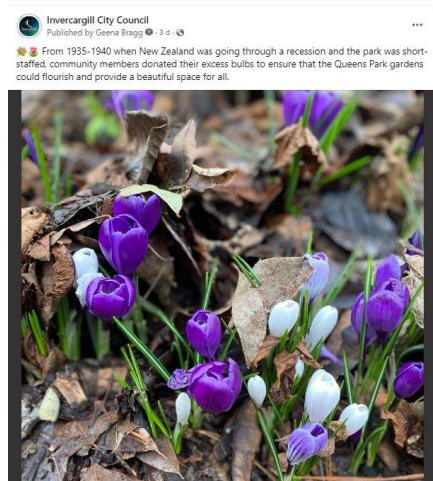 Invercargill City Council
Published by Geena Bragg · 3 d ·
From 1935-1940 when New Zealand was going through a recession and the park was short-
staffed, community members donated their excess bulbs to ensure that the Queens Park gardens
could flourish and provide a beautiful space for all.